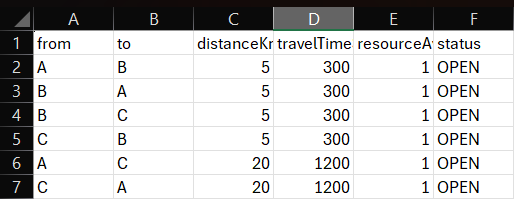 A B C D E F
1 from to distanceKr travelTime resourceA status
2 A B 5 300 1 OPEN
3 B A 5 300 1 OPEN
4 B C 5 300 1 OPEN
5 C B 5 300 1 OPEN
6 A C 20 1200 1 OPEN
7 C A 20 1200 1 OPEN